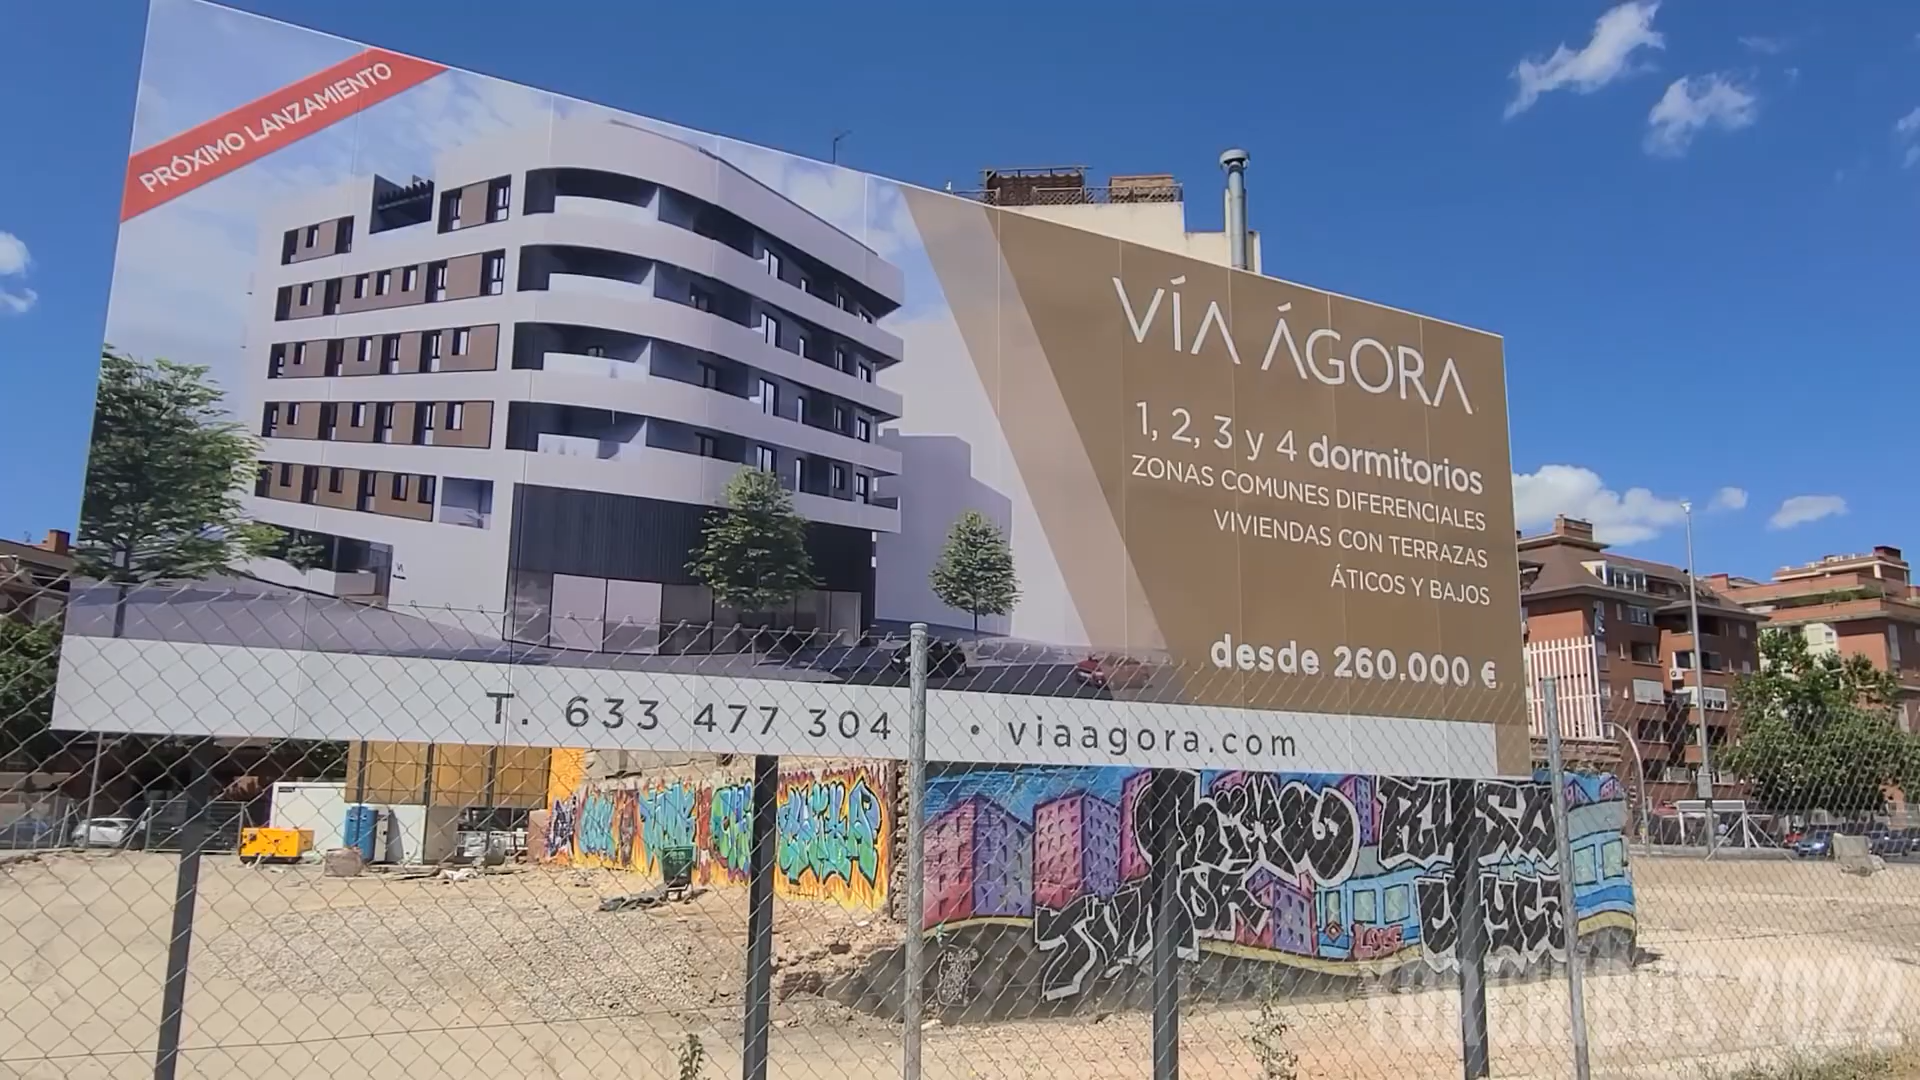 PRÓXIMO LANZAMIENTO
VÍA ÁGORA
1, 2, 3 y 4 dormitorios
ZONAS COMUNES DIFERENCIALES
VIVIENDAS CON TERRAZAS
ÁTICOS Y BAJOS
desde 260.000 €
T. 633 477 304 • viaagora.com